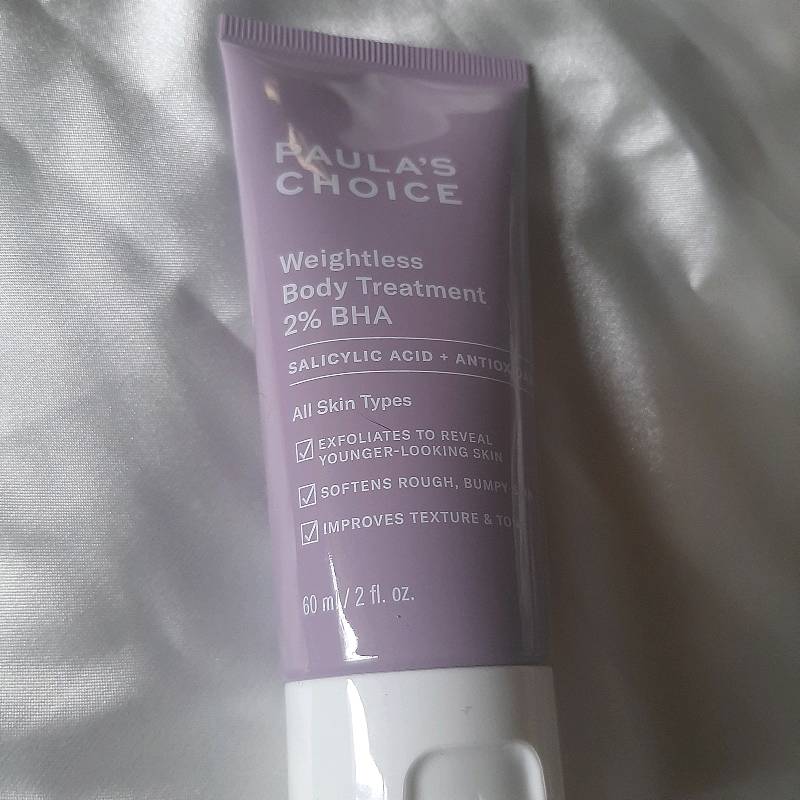 PAULA'S
CHOICE
Weightless
Body Treatment
2% BHA
SALICYLIC ACID +
All Skin Types
EXFOLIATES TO REVEAL
YOUNGER-LOOKING SKIN
SOFTENS ROUGH, BUMPY
IMPROVES TEXTURE &
60 ml / 2 fl. oz.